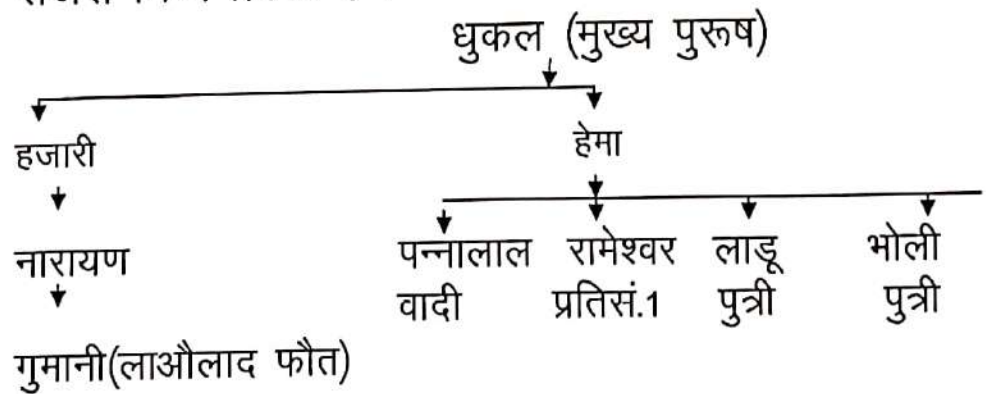 धुकल (मुख्य पुरूष)
हजारी हेमा
नारायण पन्नालाल रामेश्वर लाडू भोली
वादी प्रतिसं.1 पुत्री पुत्री
गुमानी(लाऔलाद फौत)